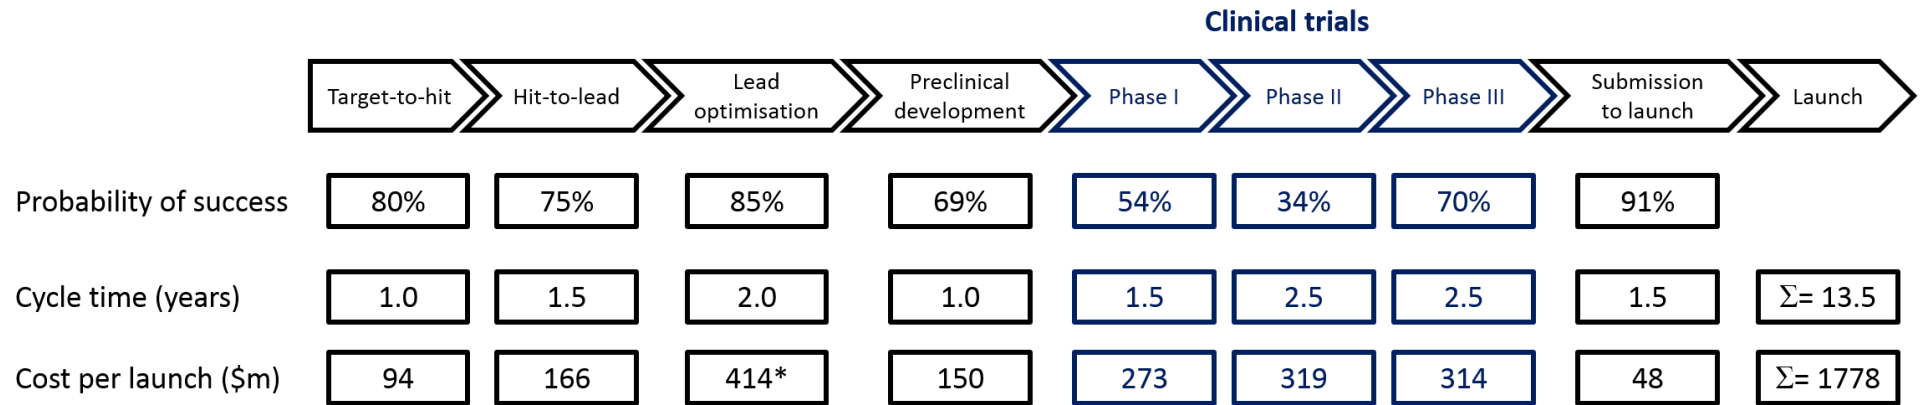 Clinical trials
Target-to-hit Hit-to-lead Lead optimisation Preclinical development Phase I Phase II Phase III Submission to launch Launch
Probability of success 80% 75% 85% 69% 54% 34% 70% 91%
Cycle time (years) 1.0 1.5 2.0 1.0 1.5 2.5 2.5 1.5 Σ= 13.5
Cost per launch ($m) 94 166 414* 150 273 319 314 48 Σ= 1778